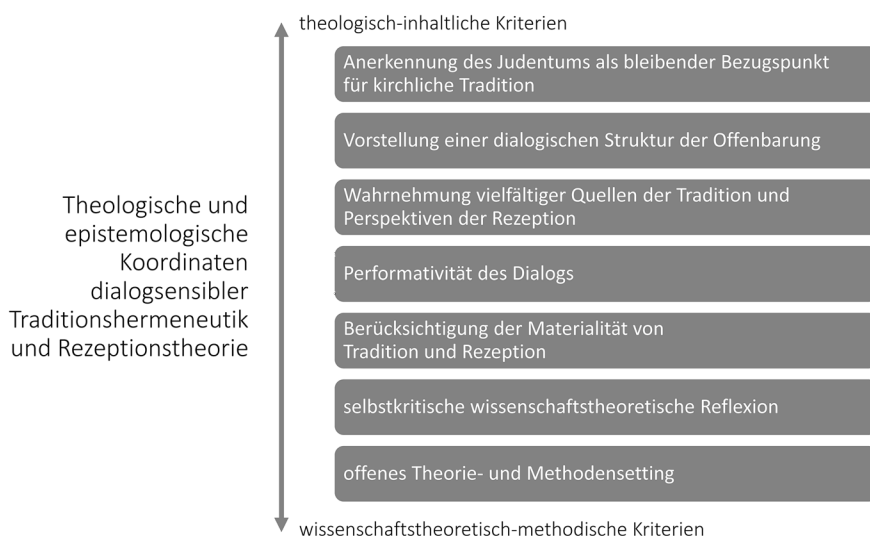 theologisch-inhaltliche Kriterien
Anerkennung des Judentums als bleibender Bezugspunkt
für kirchliche Tradition
Vorstellung einer dialogischen Struktur der Offenbarung
Wahrnehmung vielfältiger Quellen der Tradition und
Perspektiven der Rezeption
Theologische und
epistemologische
Koordinaten
dialogsensibler
Traditionshermeneutik
und Rezeptionstheorie
Performativität des Dialogs
Berücksichtigung der Materialität von
Tradition und Rezeption
selbstkritische wissenschaftstheoretische Reflexion
offenes Theorie- und Methodensetting
wissenschaftstheoretisch-methodische Kriterien